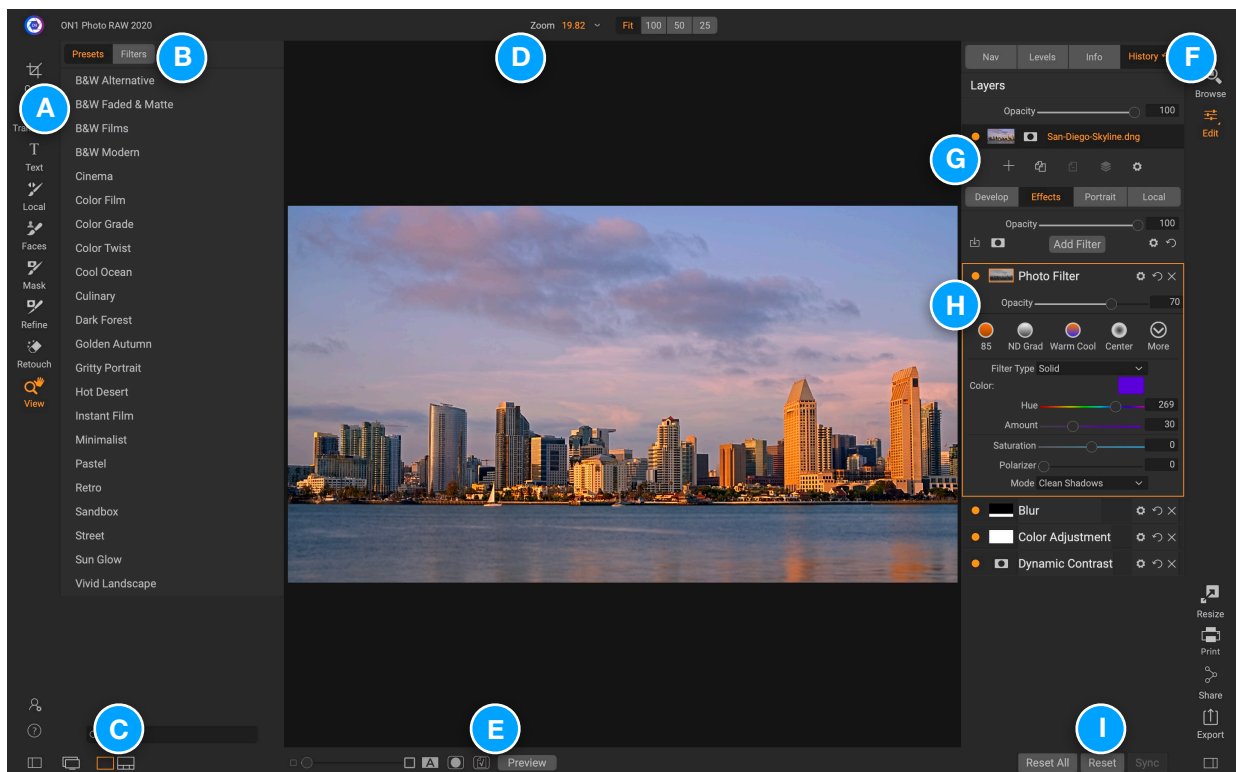 ON1 Photo RAW 2020
Zoom 19.82 Fit 100 50 25
A
Text
Local
Faces
Mask
Refine
Retouch
View
Presets Filters B
B&W Alternative
B&W Faded & Matte
B&W Films
B&W Modern
Cinema
Color Film
Color Grade
Color Twist
Cool Ocean
Culinary
Dark Forest
Golden Autumn
Gritty Portrait
Hot Desert
Instant Film
Minimalist
Pastel
Retro
Sandbox
Street
Sun Glow
Vivid Landscape
C
D
E
A Preview
Nav Levels Info History F
Layers
Opacity 100
San-Diego-Skyline.dng
G
Develop Effects Portrait Local
Opacity 100
Add Filter
Photo Filter
H
Opacity 70
85 ND Grad Warm Cool Center More
Filter Type Solid
Color:
Hue 269
Amount 30
Saturation 0
Polarizer 0
Mode Clean Shadows
Blur
Color Adjustment
Dynamic Contrast
I
Reset All Reset Sync
Browse
Edit
Resize
Print
Share
Export